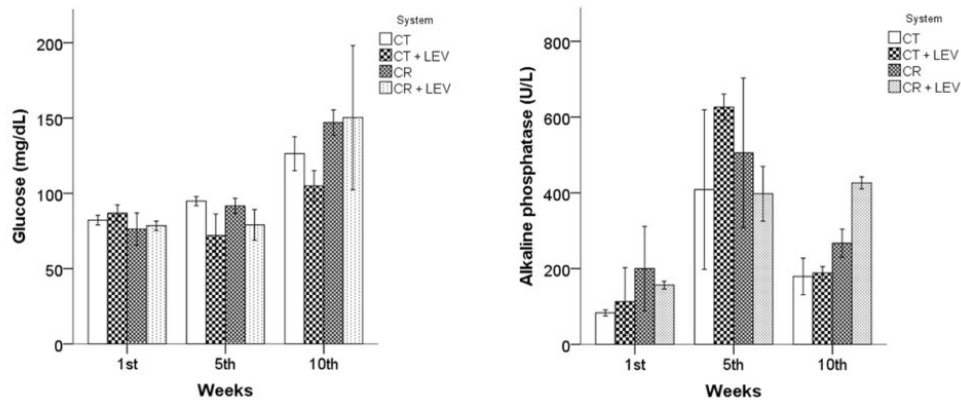 System
CT
CT + LEV
CR
CR + LEV
Glucose (mg/dL)
200
150
100
50
0
1st
5th
10th
Weeks
System
CT
CT + LEV
CR
CR + LEV
Alkaline phosphatase (U/L)
800
600
400
200
0
1st
5th
10th
Weeks